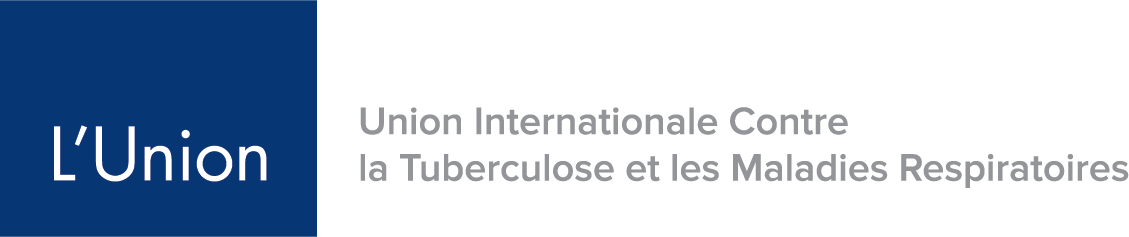 L'Union
Union Internationale Contre
la Tuberculose et les Maladies Respiratoires